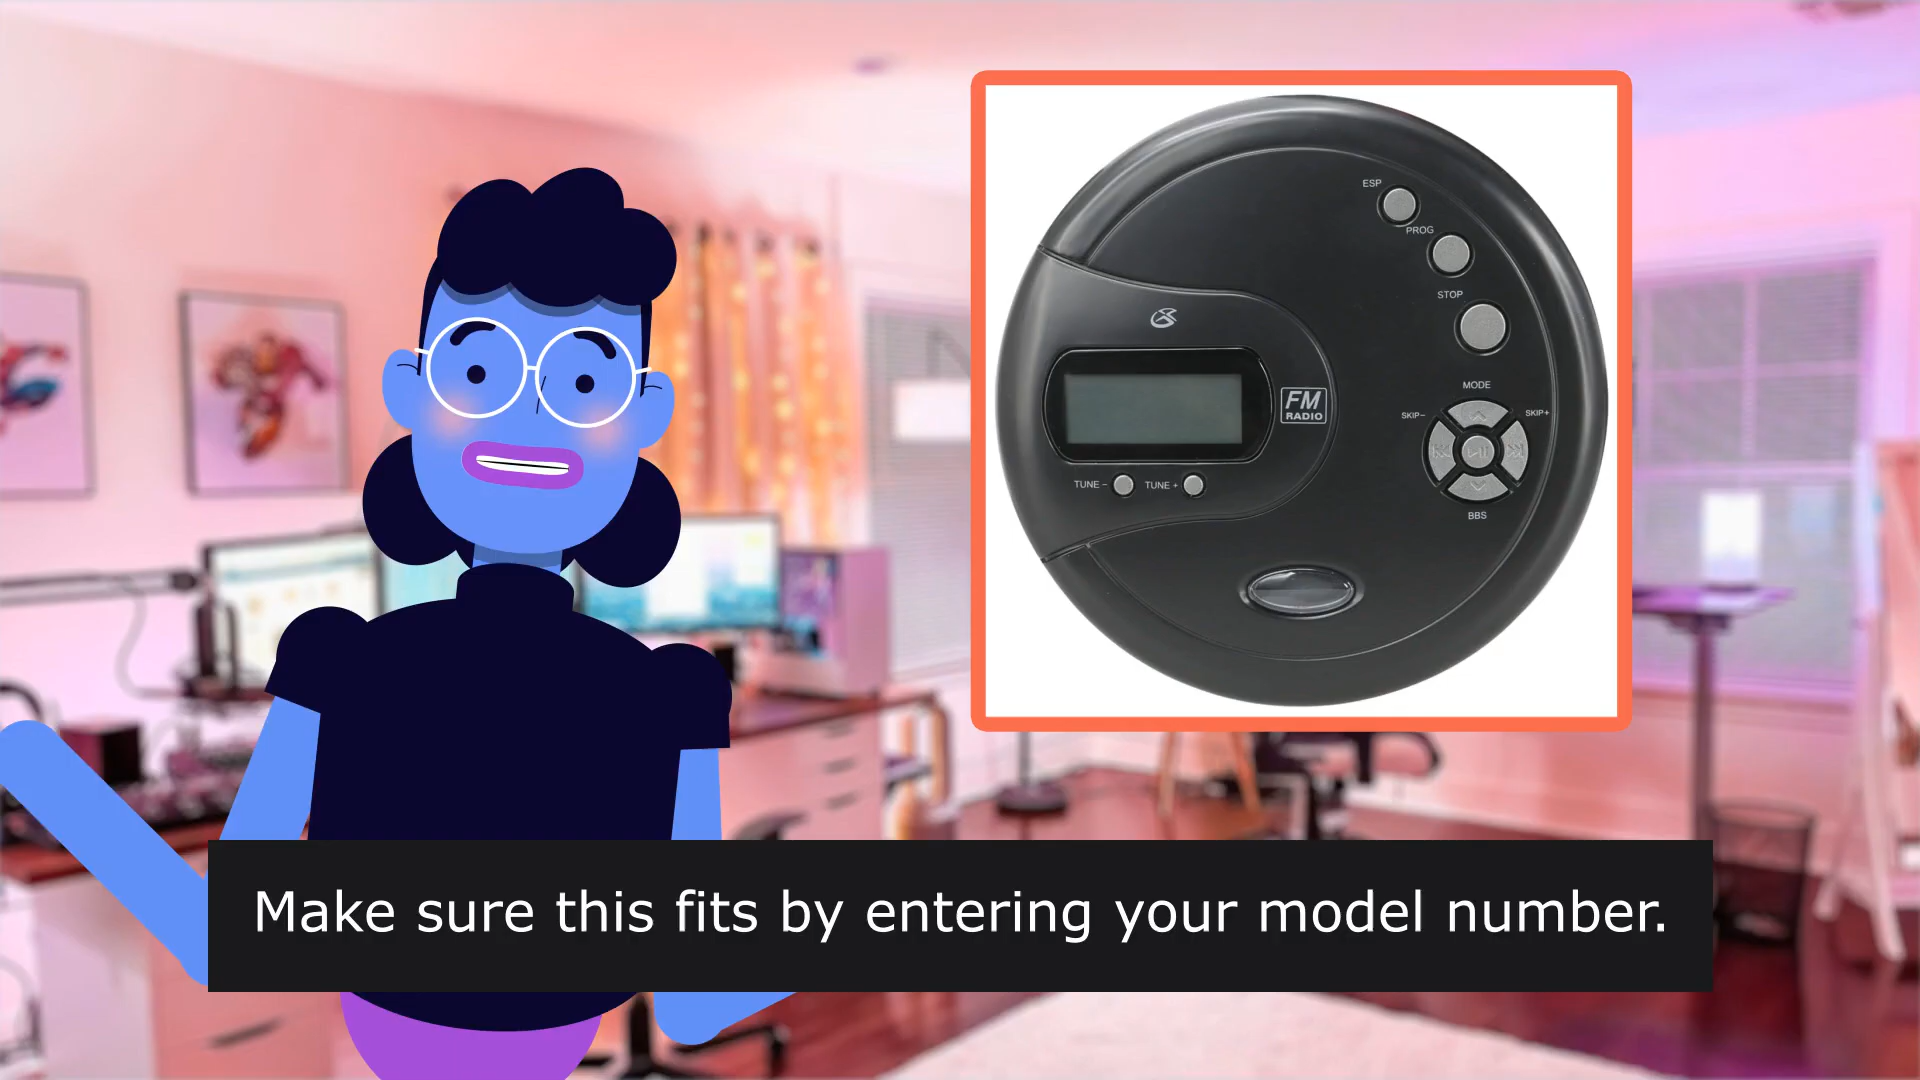 ESP
PROG
STOP
MODE
SKIP−
SKIP+
FM
RADIO
TUNE −
TUNE +
BBS
Make sure this fits by entering your model number.